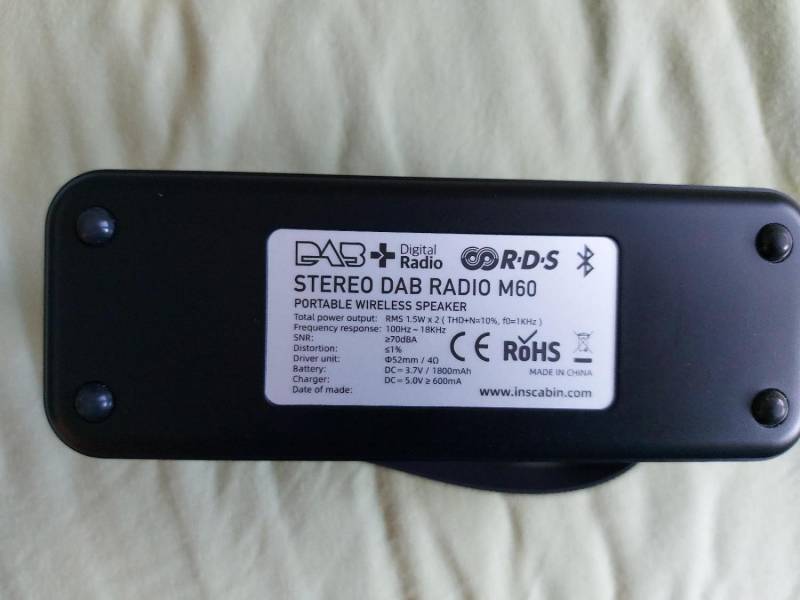 DAB+ Digital Radio R·D·S
STEREO DAB RADIO M60
PORTABLE WIRELESS SPEAKER
Total power output: RMS 1.5W x 2 ( THD+N=10%, f0=1KHz )
Frequency response: 100Hz ~ 18KHz
SNR: ≥70dBA
Distortion: ≤1%
Driver unit: Φ52mm / 4Ω
Battery: DC = 3.7V / 1800mAh
Charger: DC = 5.0V ≥ 600mA
Date of made:
CE RoHS
MADE IN CHINA
www.inscabin.com